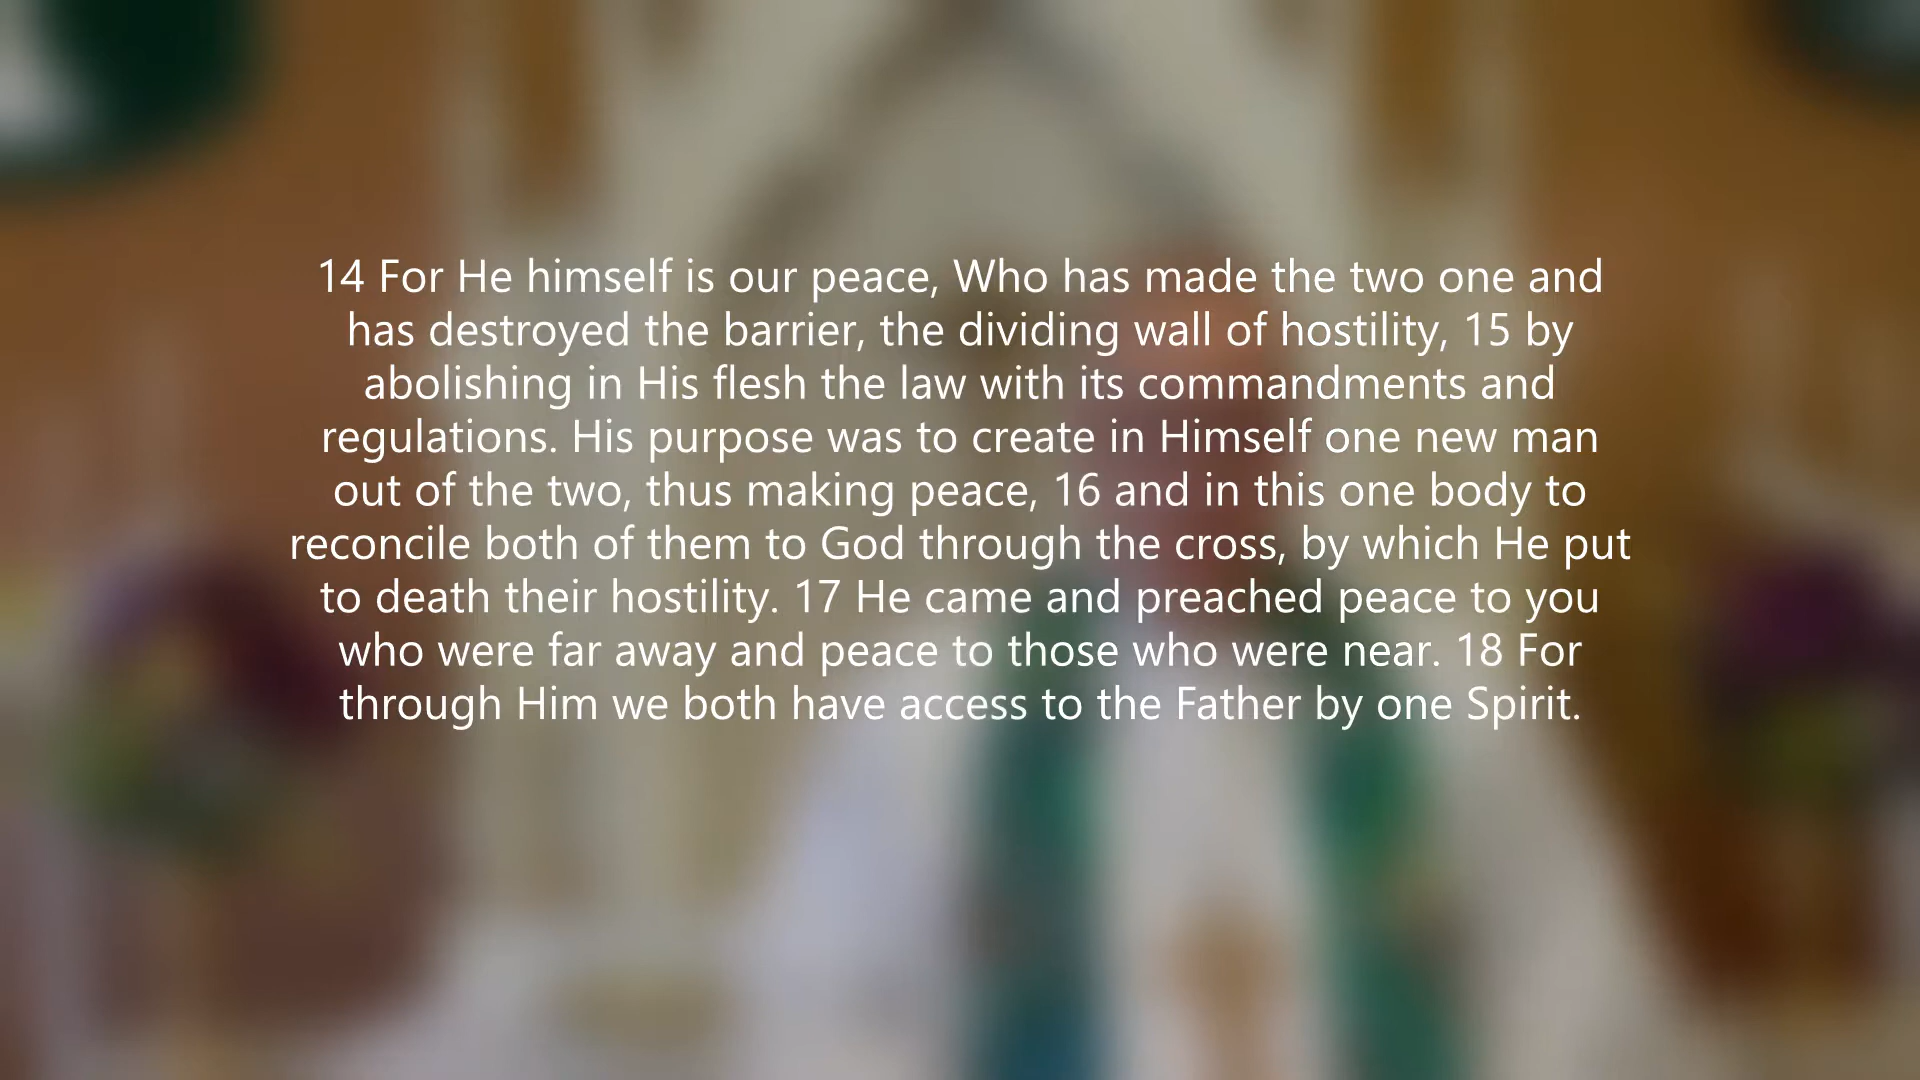 14 For He himself is our peace, Who has made the two one and
has destroyed the barrier, the dividing wall of hostility, 15 by
abolishing in His flesh the law with its commandments and
regulations. His purpose was to create in Himself one new man
out of the two, thus making peace, 16 and in this one body to
reconcile both of them to God through the cross, by which He put
to death their hostility. 17 He came and preached peace to you
who were far away and peace to those who were near. 18 For
through Him we both have access to the Father by one Spirit.